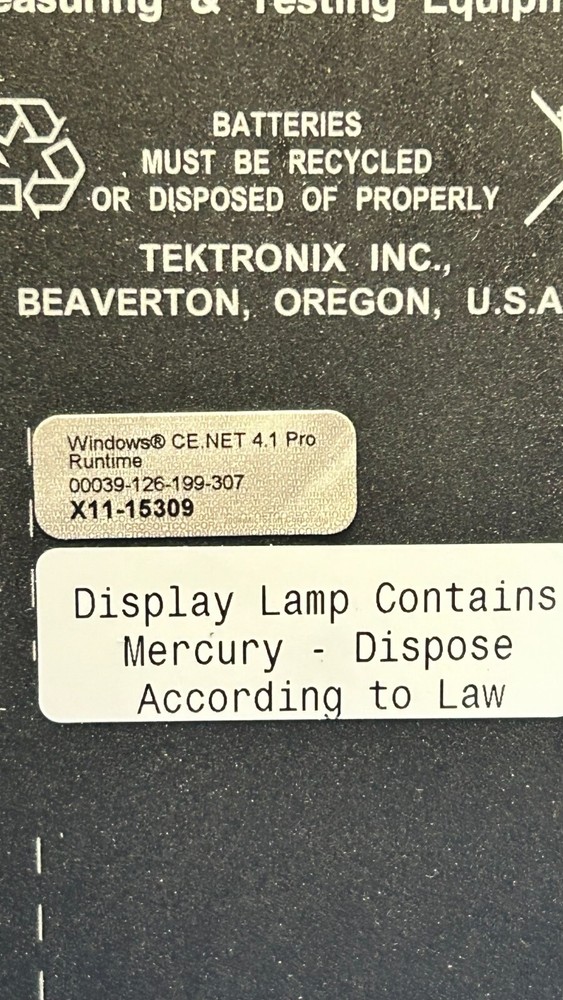 & Testing
BATTERIES
MUST BE RECYCLED
OR DISPOSED OF PROPERLY
TEKTRONIX INC.,
BEAVERTON, OREGON, U.S.A
Windows® CE.NET 4.1 Pro
Runtime
00039-126-199-307
X11-15309
Display Lamp Contains
Mercury - Dispose
According to Law